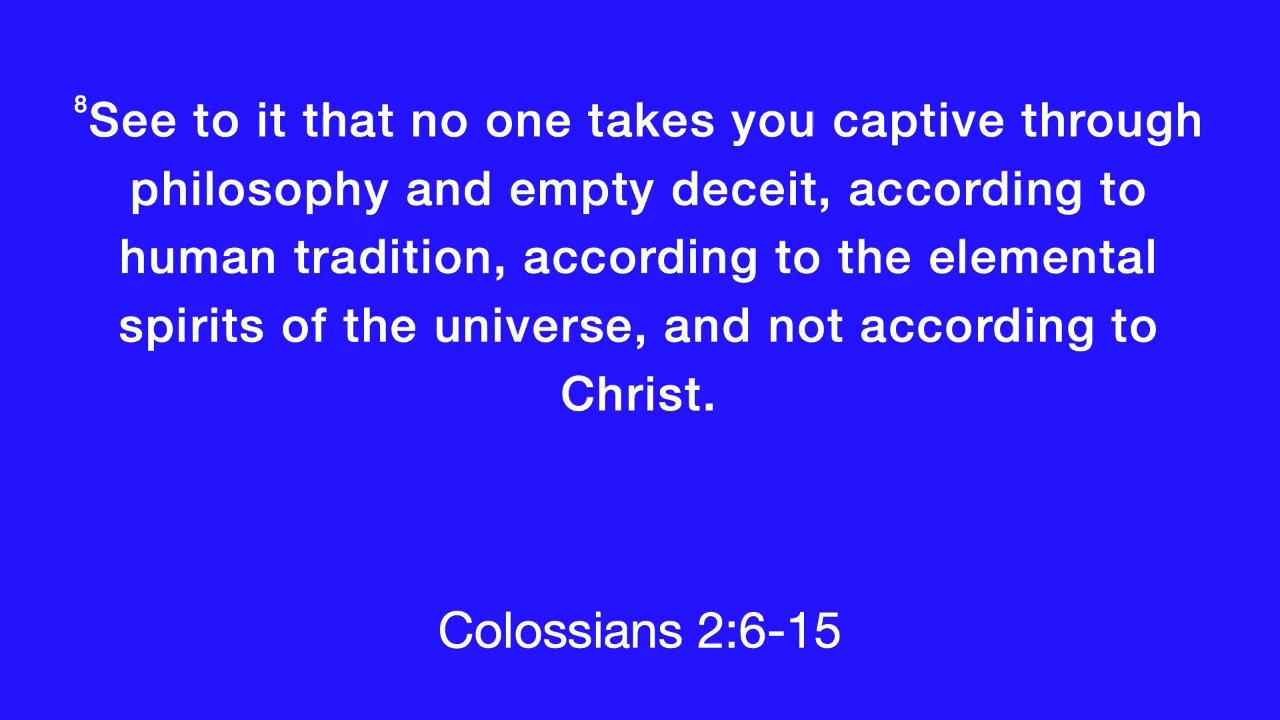 ⁸See to it that no one takes you captive through
philosophy and empty deceit, according to
human tradition, according to the elemental
spirits of the universe, and not according to
Christ.
Colossians 2:6-15